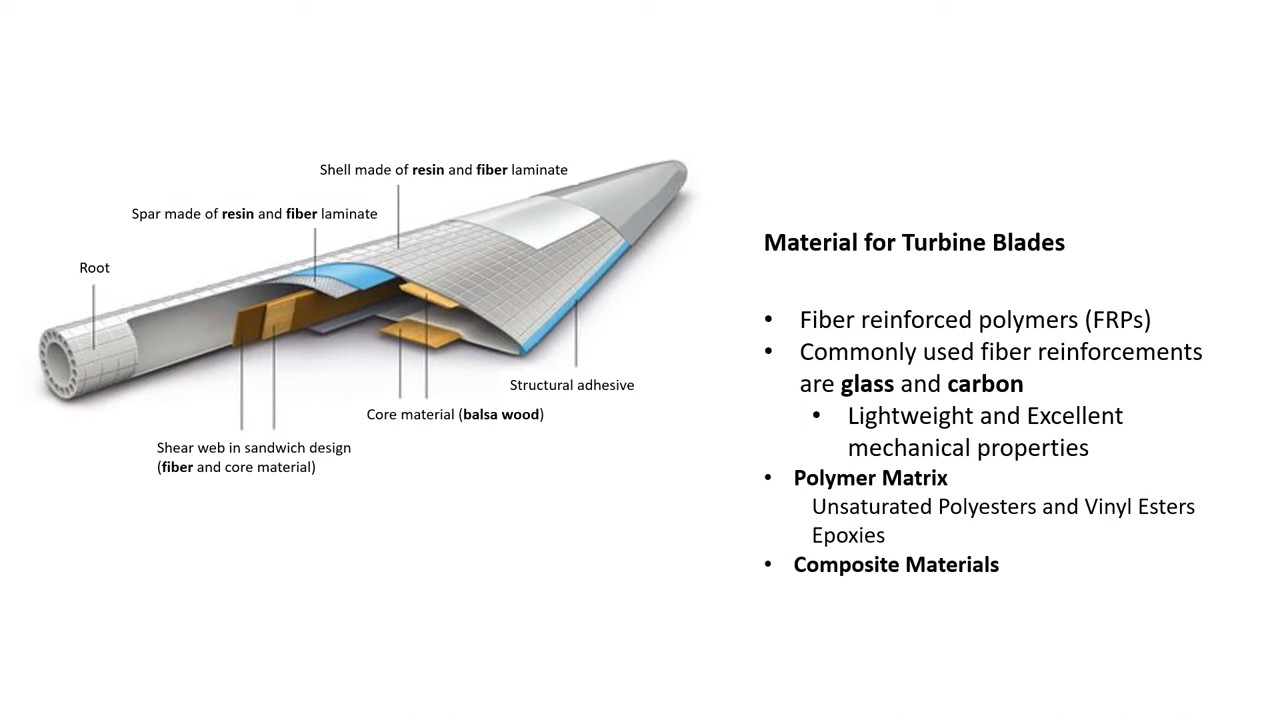 Shell made of resin and fiber laminate
Spar made of resin and fiber laminate
Root
Structural adhesive
Core material (balsa wood)
Shear web in sandwich design
(fiber and core material)
Material for Turbine Blades
• Fiber reinforced polymers (FRPs)
• Commonly used fiber reinforcements
are glass and carbon
• Lightweight and Excellent
mechanical properties
• Polymer Matrix
Unsaturated Polyesters and Vinyl Esters
Epoxies
• Composite Materials